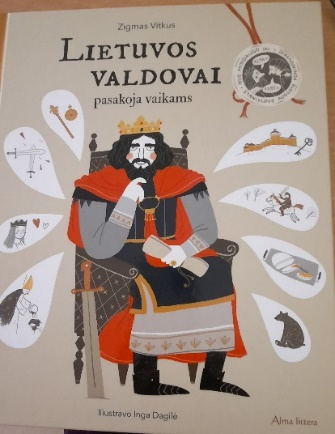 Zigmas Vitkus
LIETUVOS
VALDOVAI
pasakoja vaikams
Iliustravo Inga Dagilė
Alma littera